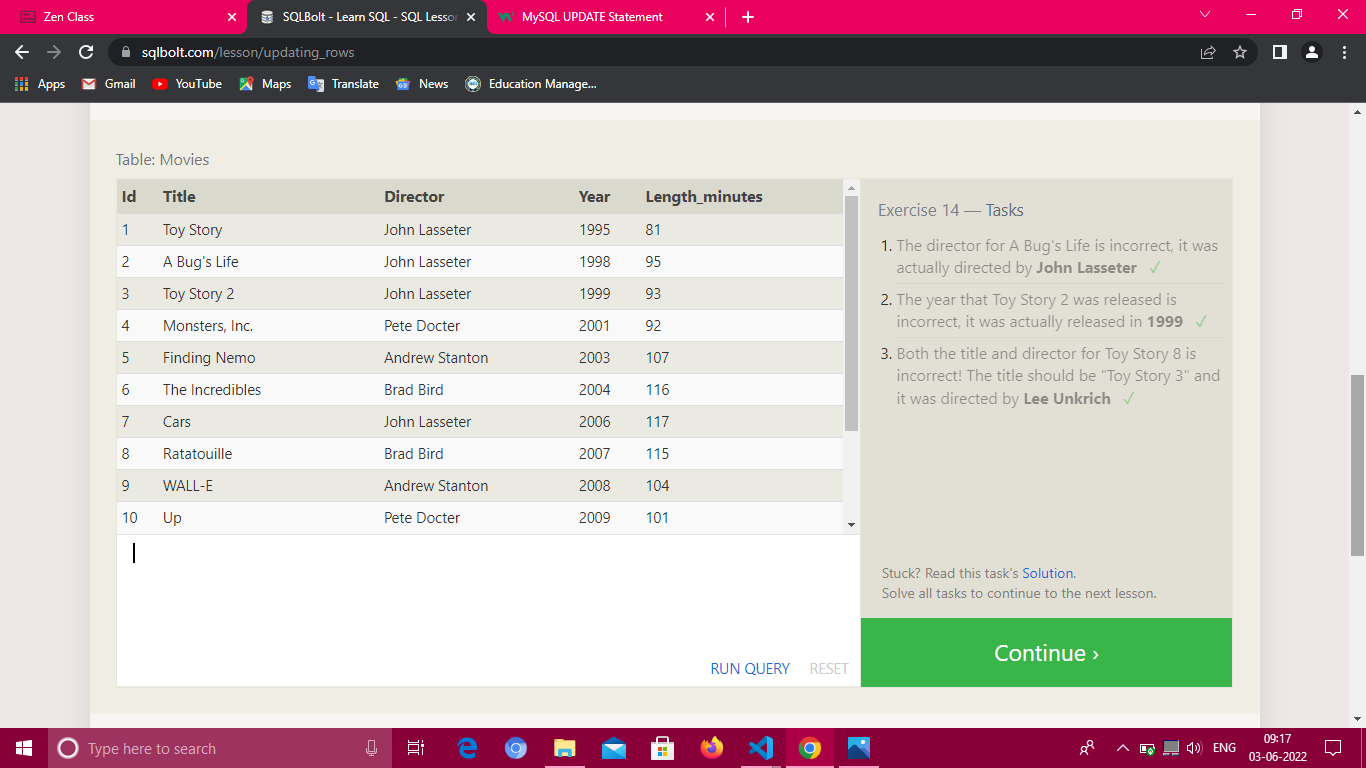 Zen Class
SQLBolt - Learn SQL - SQL Lesson
MySQL UPDATE Statement
sqlbolt.com/lesson/updating_rows
Apps Gmail YouTube Maps Translate News Education Manage...
Table: Movies
Id Title Director Year Length_minutes
1 Toy Story John Lasseter 1995 81
2 A Bug's Life John Lasseter 1998 95
3 Toy Story 2 John Lasseter 1999 93
4 Monsters, Inc. Pete Docter 2001 92
5 Finding Nemo Andrew Stanton 2003 107
6 The Incredibles Brad Bird 2004 116
7 Cars John Lasseter 2006 117
8 Ratatouille Brad Bird 2007 115
9 WALL-E Andrew Stanton 2008 104
10 Up Pete Docter 2009 101
RUN QUERY RESET
Exercise 14 — Tasks
1. The director for A Bug's Life is incorrect, it was
actually directed by John Lasseter ✓
2. The year that Toy Story 2 was released is
incorrect, it was actually released in 1999 ✓
3. Both the title and director for Toy Story 8 is
incorrect! The title should be "Toy Story 3" and
it was directed by Lee Unkrich ✓
Stuck? Read this task's Solution.
Solve all tasks to continue to the next lesson.
Continue ›
Type here to search
ENG
09:17
03-06-2022